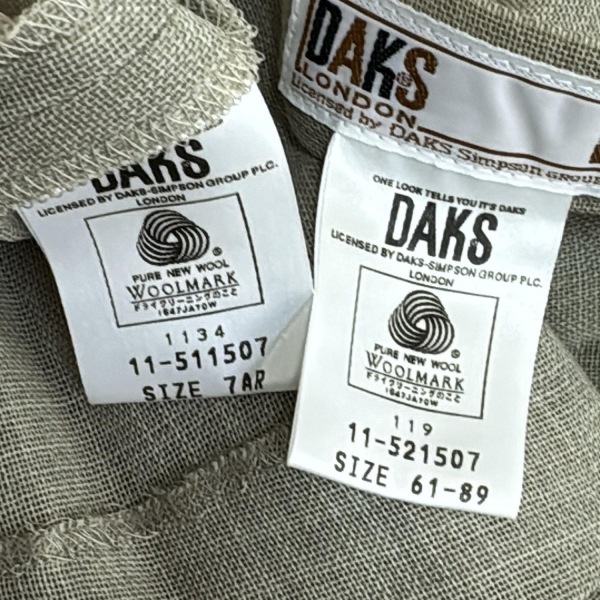 DAKS
LICENSED BY DAKS-SIMPSON GROUP PLC.
LONDON
PURE NEW WOOL
WOOLMARK
ドライクリーニングのこと
1647JA70W
1134
11-511507
SIZE 7AR
DAKS
LONDON
Licensed by DAKS Simpson GROUP
ONE LOOK TELLS YOU IT'S DAKS
DAKS
LICENSED BY DAKS-SIMPSON GROUP PLC.
LONDON
PURE NEW WOOL
WOOLMARK
ドライクリーニングのこと
1647JA70W
119
11-521507
SIZE 61-89